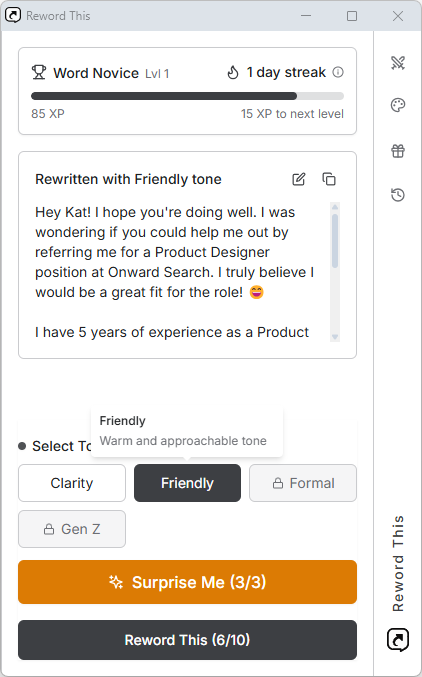 Reword This
Word Novice Lvl 1
1 day streak
85 XP
15 XP to next level
Rewritten with Friendly tone
Hey Kat! I hope you're doing well. I was
wondering if you could help me out by
referring me for a Product Designer
position at Onward Search. I truly believe I
would be a great fit for the role! 😄
I have 5 years of experience as a Product
Friendly
Warm and approachable tone
Select To
Clarity
Friendly
Formal
Gen Z
Surprise Me (3/3)
Reword This (6/10)
Reword This